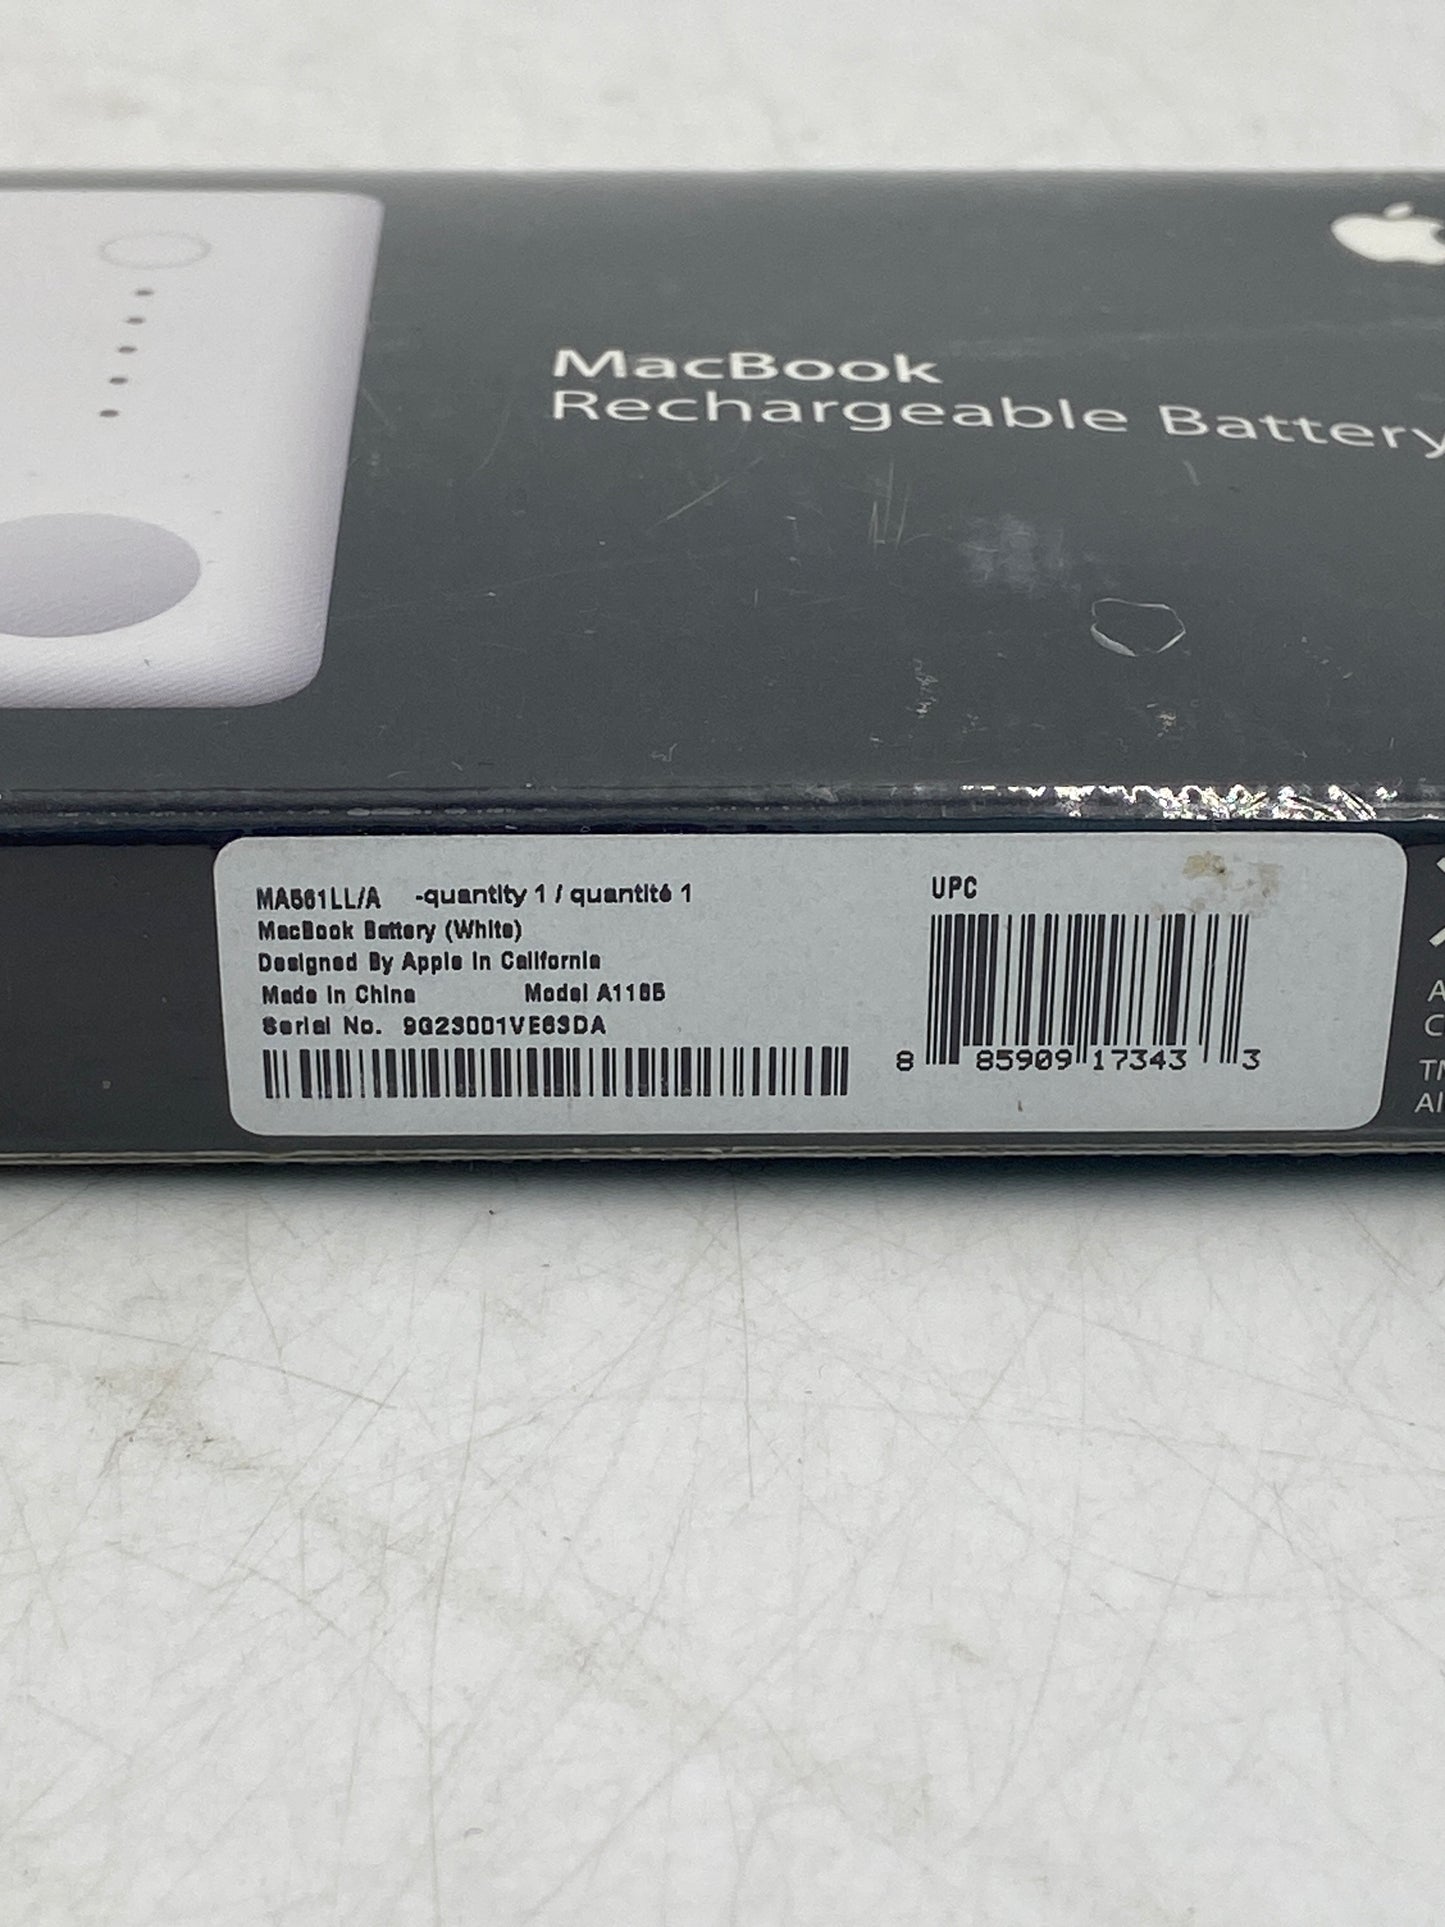 MacBook
Rechargeable Battery
MA561LL/A -quantity 1 / quantité 1
MacBook Battery (White)
Designed By Apple In California
Made In China Model A1185
Serial No. 9G23001VE6SDA
UPC
8 85909 17343 3